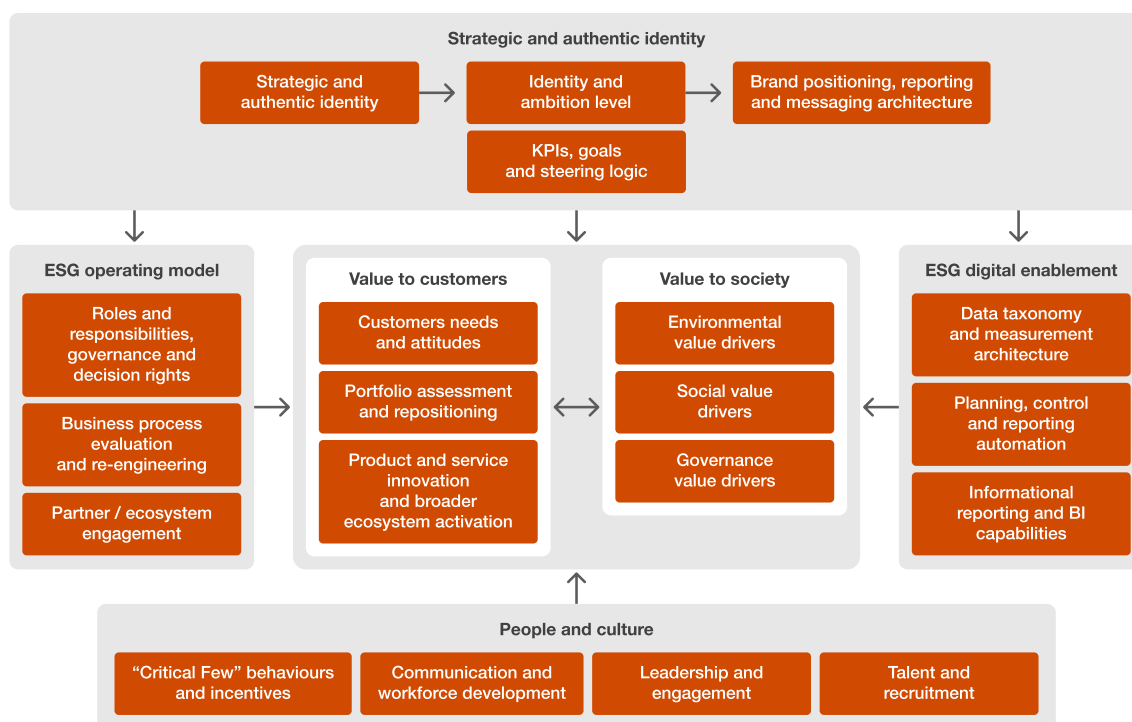 Strategic and authentic identity
Strategic and
authentic identity
Identity and
ambition level
Brand positioning, reporting
and messaging architecture
KPIs, goals
and steering logic
ESG operating model
Roles and
responsibilities,
governance and
decision rights
Business process
evaluation
and re-engineering
Partner / ecosystem
engagement
Value to customers
Customers needs
and attitudes
Portfolio assessment
and repositioning
Product and service
innovation
and broader
ecosystem activation
Value to society
Environmental
value drivers
Social value
drivers
Governance
value drivers
ESG digital enablement
Data taxonomy
and measurement
architecture
Planning, control
and reporting
automation
Informational
reporting and BI
capabilities
People and culture
“Critical Few” behaviours
and incentives
Communication and
workforce development
Leadership and
engagement
Talent and
recruitment